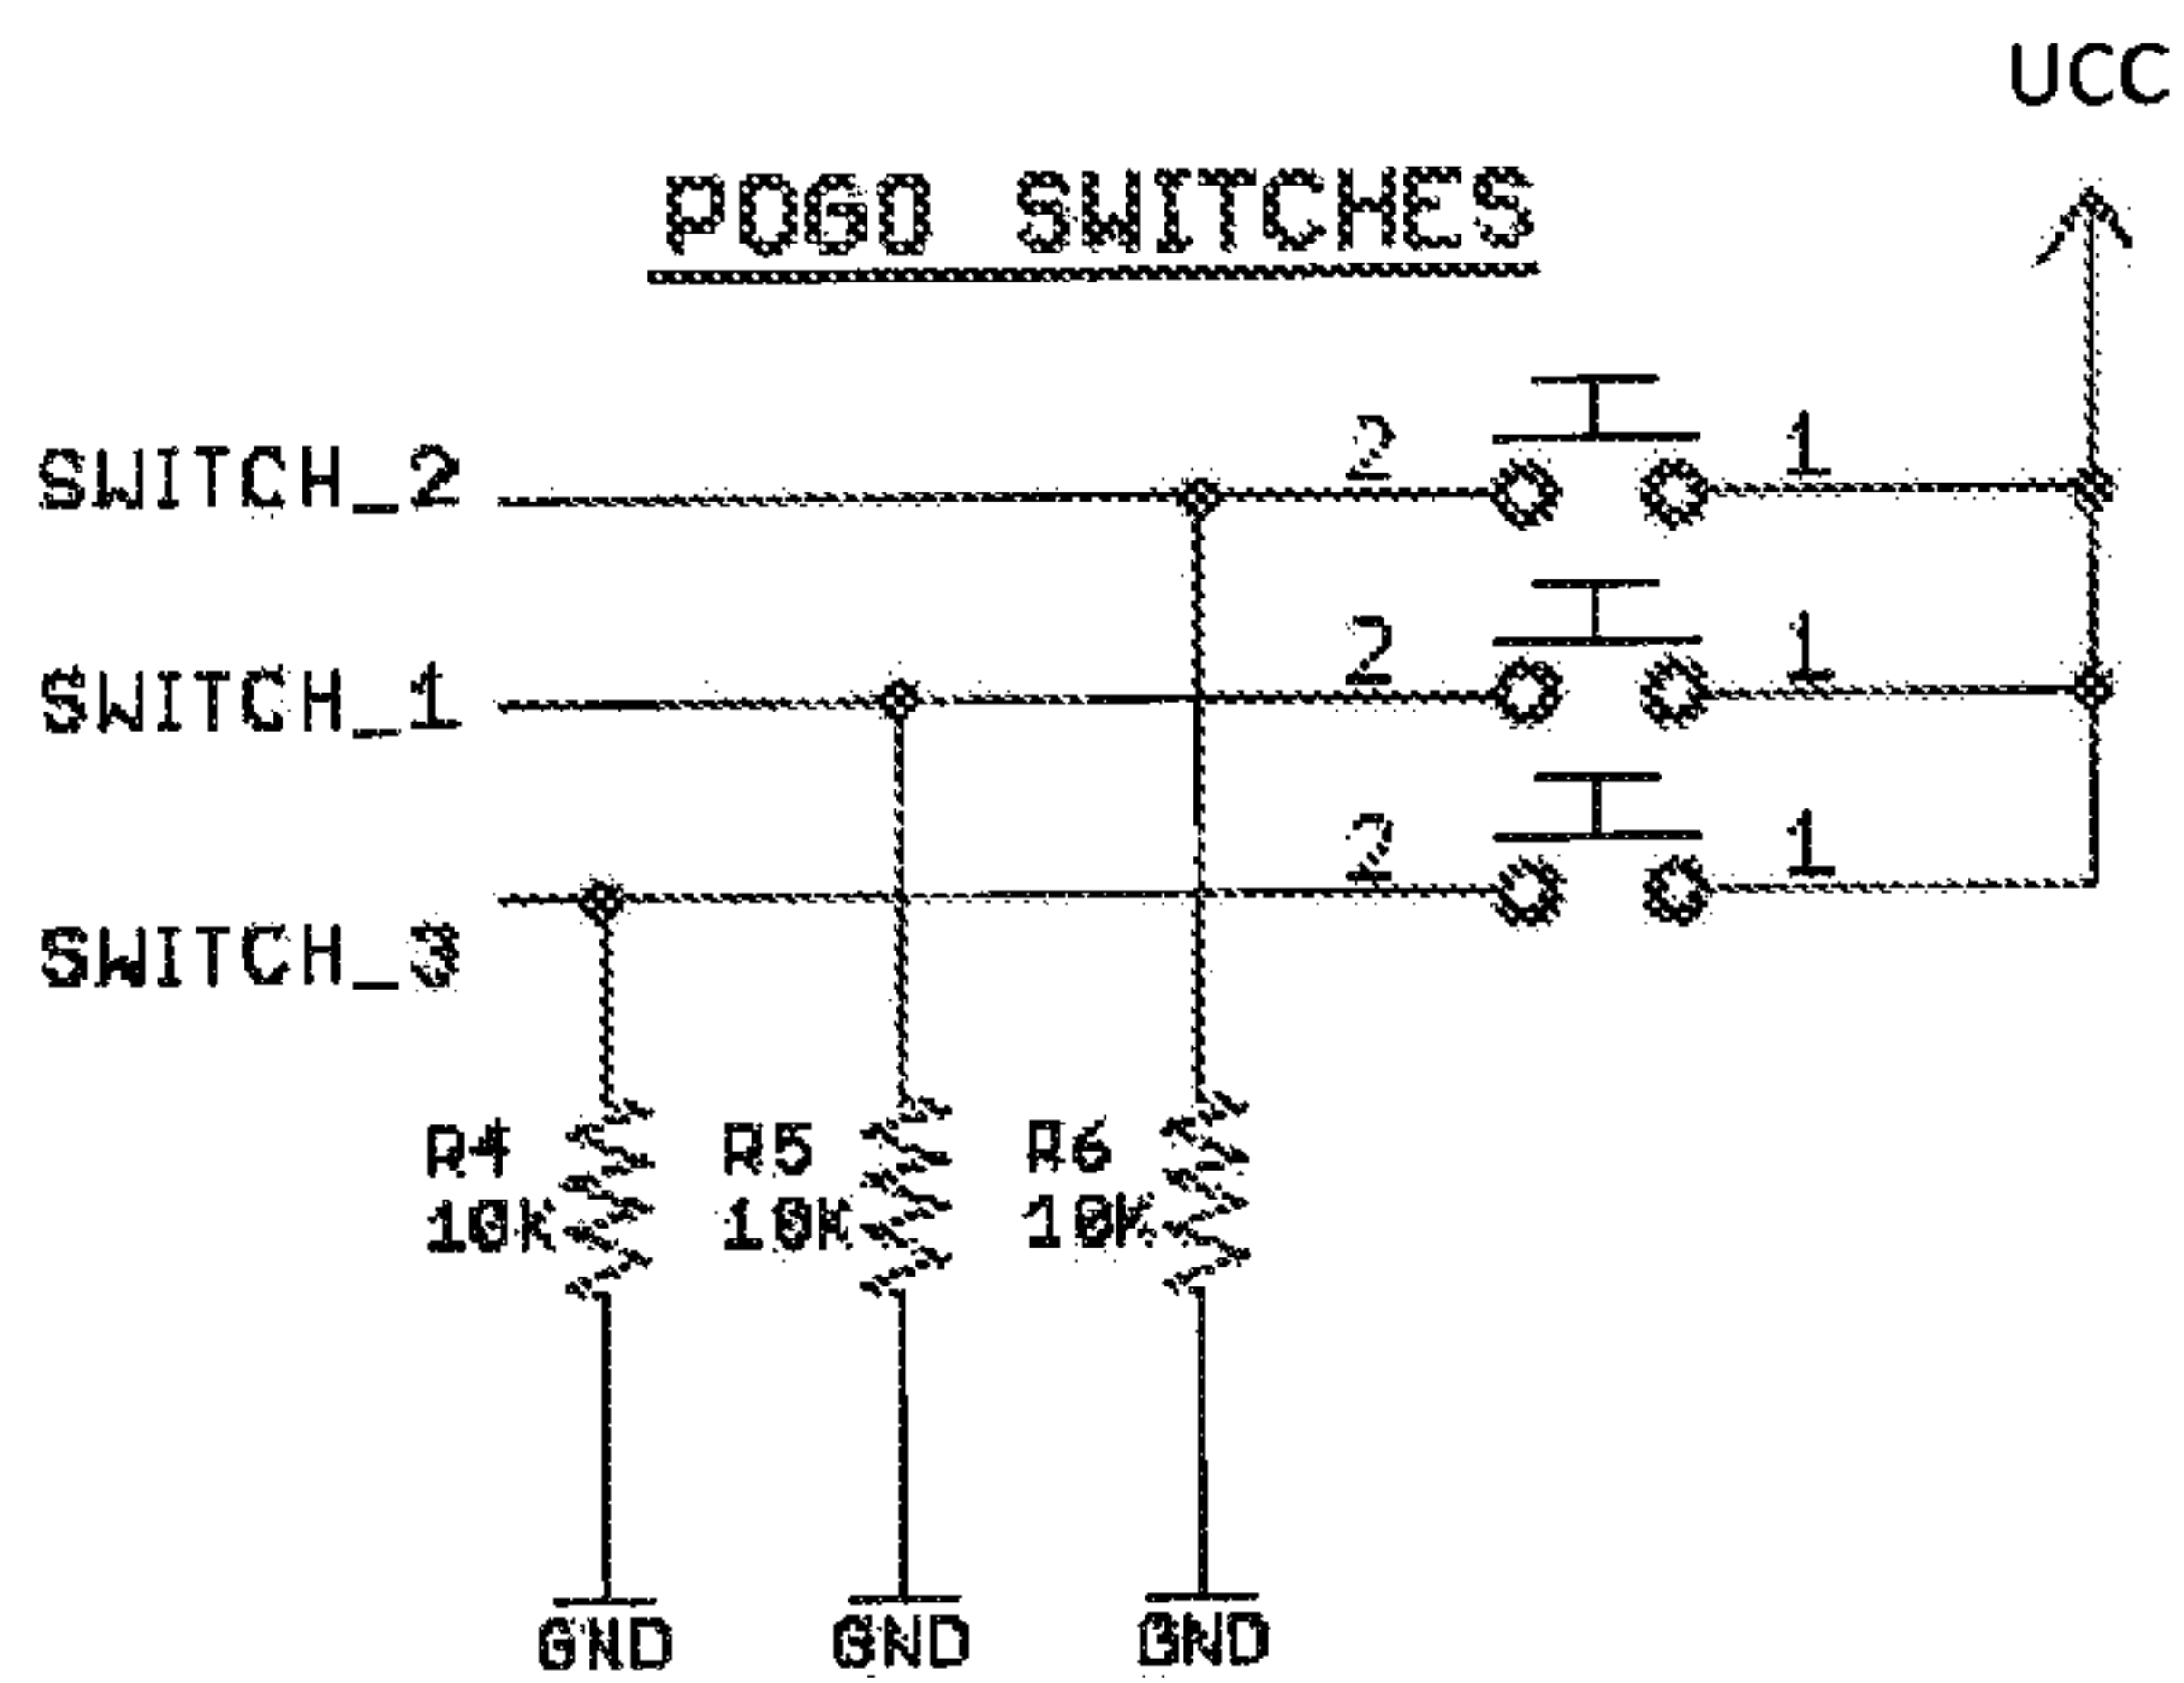 UCC
POGO SWITCHES
SWITCH_2
2
1
SWITCH_1
2
1
SWITCH_3
2
1
R4
10K
R5
10K
R6
10K
GND
GND
GND